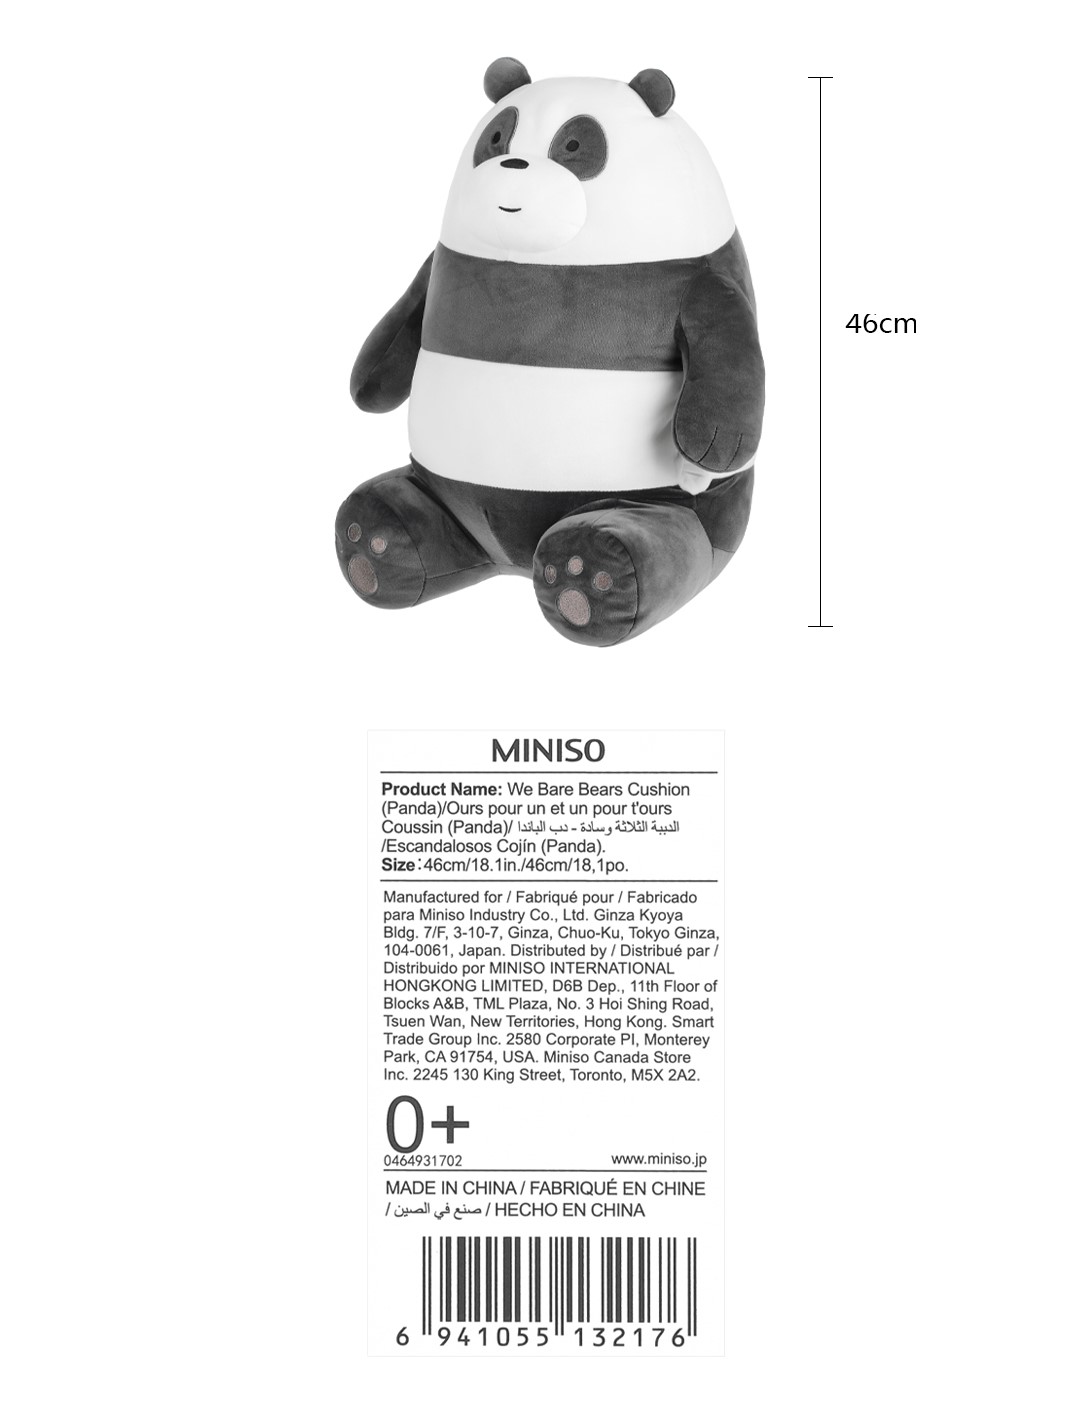 46cm
MINISO
Product Name: We Bare Bears Cushion
(Panda)/Ours pour un et un pour t'ours
Coussin (Panda)/ الدببة الثلاثة وسادة - دب الباندا
/Escandalosos Cojín (Panda).
Size:46cm/18.1in./46cm/18,1po.
Manufactured for / Fabriqué pour / Fabricado
para Miniso Industry Co., Ltd. Ginza Kyoya
Bldg. 7/F, 3-10-7, Ginza, Chuo-Ku, Tokyo Ginza,
104-0061, Japan. Distributed by / Distribué par /
Distribuido por MINISO INTERNATIONAL
HONGKONG LIMITED, D6B Dep., 11th Floor of
Blocks A&B, TML Plaza, No. 3 Hoi Shing Road,
Tsuen Wan, New Territories, Hong Kong. Smart
Trade Group Inc. 2580 Corporate Pl, Monterey
Park, CA 91754, USA. Miniso Canada Store
Inc. 2245 130 King Street, Toronto, M5X 2A2.
0+
0464931702 www.miniso.jp
MADE IN CHINA / FABRIQUÉ EN CHINE
/ صنع في الصين / HECHO EN CHINA
6 941055 132176